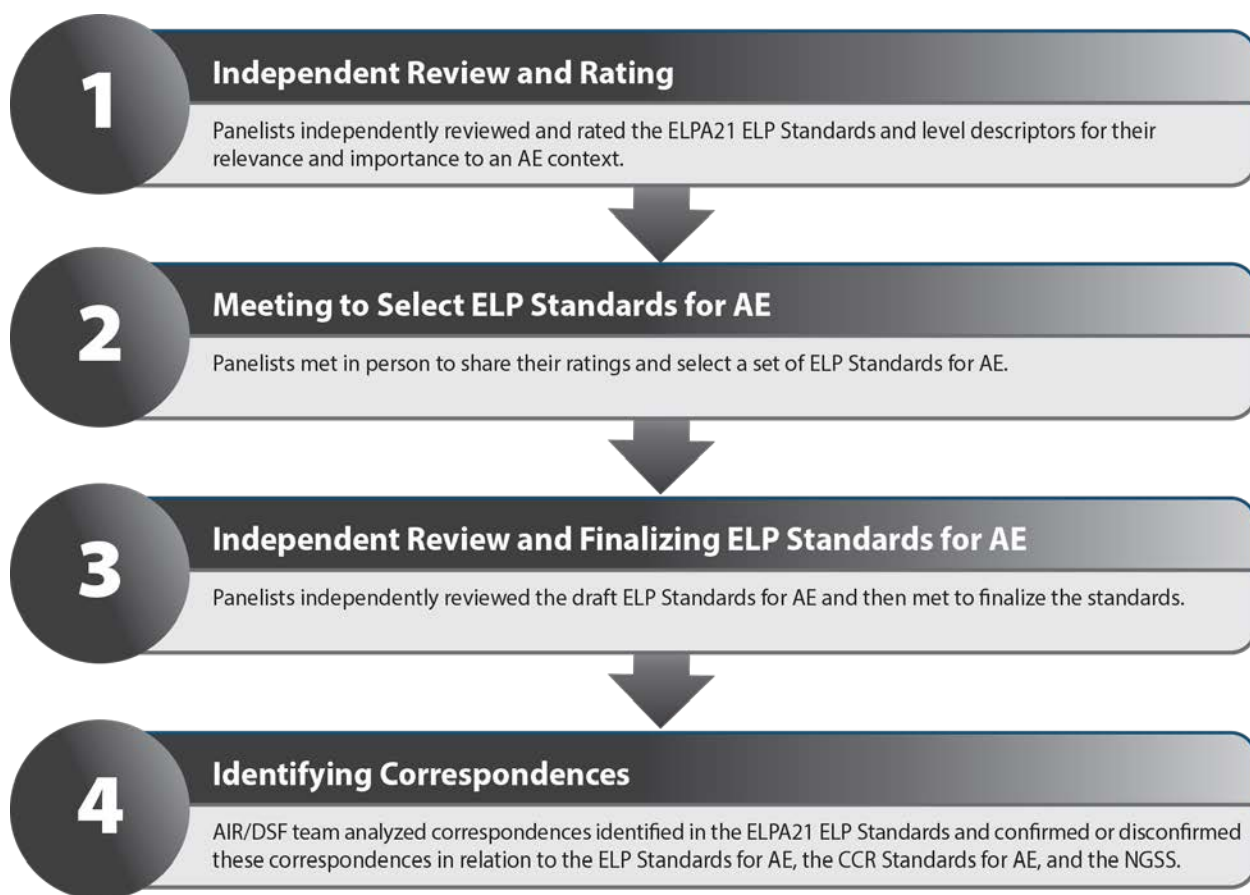 1
Independent Review and Rating
Panelists independently reviewed and rated the ELPA21 ELP Standards and level descriptors for their
relevance and importance to an AE context.
2
Meeting to Select ELP Standards for AE
Panelists met in person to share their ratings and select a set of ELP Standards for AE.
3
Independent Review and Finalizing ELP Standards for AE
Panelists independently reviewed the draft ELP Standards for AE and then met to finalize the standards.
4
Identifying Correspondences
AIR/DSF team analyzed correspondences identified in the ELPA21 ELP Standards and confirmed or disconfirmed
these correspondences in relation to the ELP Standards for AE, the CCR Standards for AE, and the NGSS.